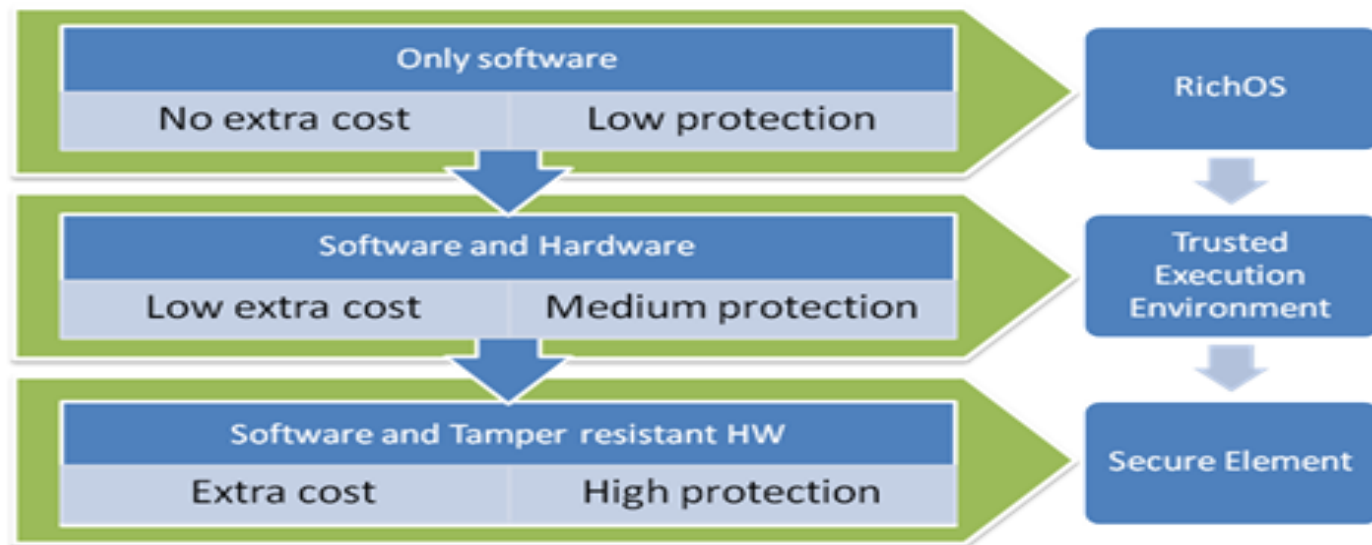 Only software
No extra cost
Low protection
RichOS
Software and Hardware
Low extra cost
Medium protection
Trusted
Execution
Environment
Software and Tamper resistant HW
Extra cost
High protection
Secure Element